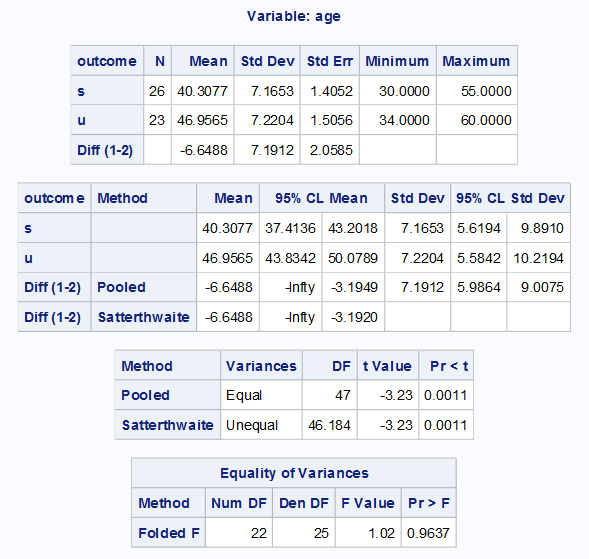 Variable: age
outcome N Mean Std Dev Std Err Minimum Maximum
s 26 40.3077 7.1653 1.4052 30.0000 55.0000
u 23 46.9565 7.2204 1.5056 34.0000 60.0000
Diff (1-2) -6.6488 7.1912 2.0585
outcome Method Mean 95% CL Mean Std Dev 95% CL Std Dev
s 40.3077 37.4136 43.2018 7.1653 5.6194 9.8910
u 46.9565 43.8342 50.0789 7.2204 5.5842 10.2194
Diff (1-2) Pooled -6.6488 -Infty -3.1949 7.1912 5.9864 9.0075
Diff (1-2) Satterthwaite -6.6488 -Infty -3.1920
Method Variances DF t Value Pr < t
Pooled Equal 47 -3.23 0.0011
Satterthwaite Unequal 46.184 -3.23 0.0011
Equality of Variances
Method Num DF Den DF F Value Pr > F
Folded F 22 25 1.02 0.9637